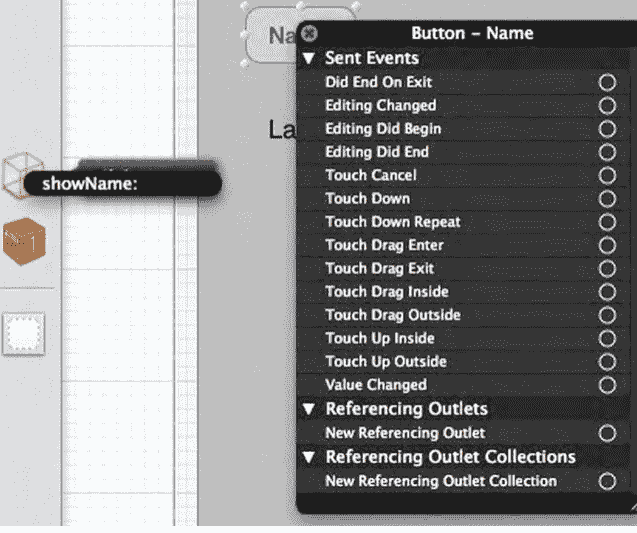 Na
Button – Name
Sent Events
Did End On Exit
Editing Changed
Editing Did Begin
Editing Did End
La
Touch Cancel
showName:
Touch Down
Touch Down Repeat
Touch Drag Enter
Touch Drag Exit
Touch Drag Inside
Touch Drag Outside
Touch Up Inside
Touch Up Outside
Value Changed
Referencing Outlets
New Referencing Outlet
Referencing Outlet Collections
New Referencing Outlet Collection